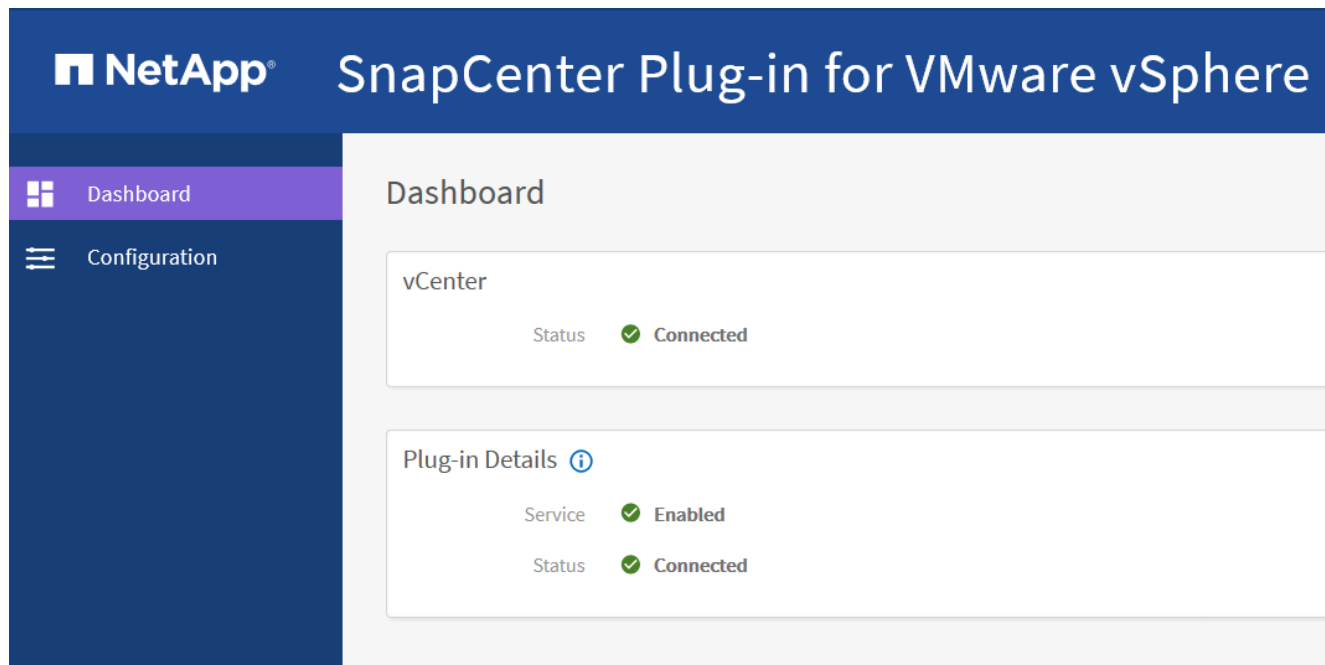 NetApp® SnapCenter Plug-in for VMware vSphere
Dashboard
Configuration
Dashboard
vCenter
Status Connected
Plug-in Details
Service Enabled
Status Connected